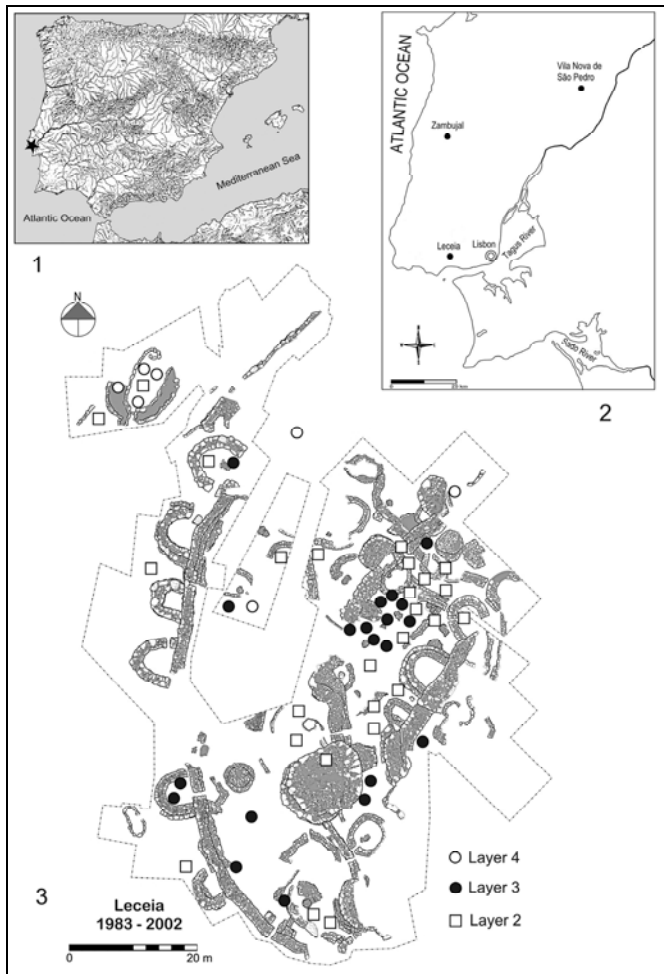 Mediterranean Sea
Atlantic Ocean
1
ATLANTIC OCEAN
Vila Nova de
São Pedro
Zambujal
Leceia
Lisbon
Tagus River
Sado River
2
N
Layer 4
Layer 3
Layer 2
3
Leceia
1983 - 2002
0
20 m